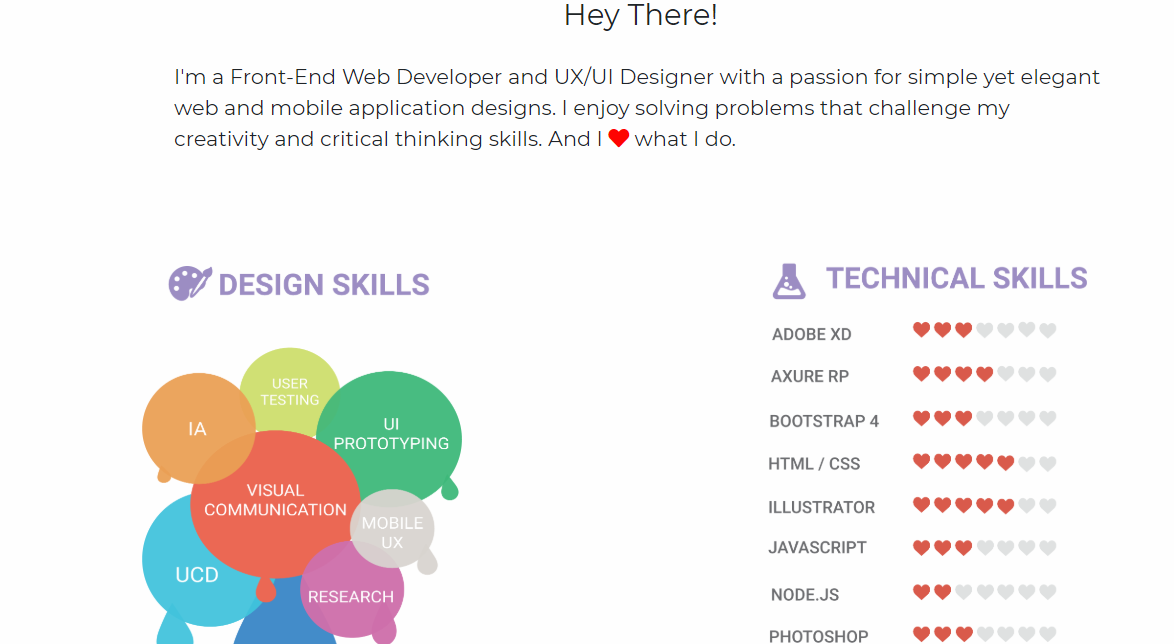 Hey There!
I'm a Front-End Web Developer and UX/UI Designer with a passion for simple yet elegant
web and mobile application designs. I enjoy solving problems that challenge my
creativity and critical thinking skills. And I ❤ what I do.
DESIGN SKILLS
USER
TESTING
IA
UI
PROTOTYPING
VISUAL
COMMUNICATION
MOBILE
UX
UCD
RESEARCH
TECHNICAL SKILLS
ADOBE XD
AXURE RP
BOOTSTRAP 4
HTML / CSS
ILLUSTRATOR
JAVASCRIPT
NODE.JS
PHOTOSHOP